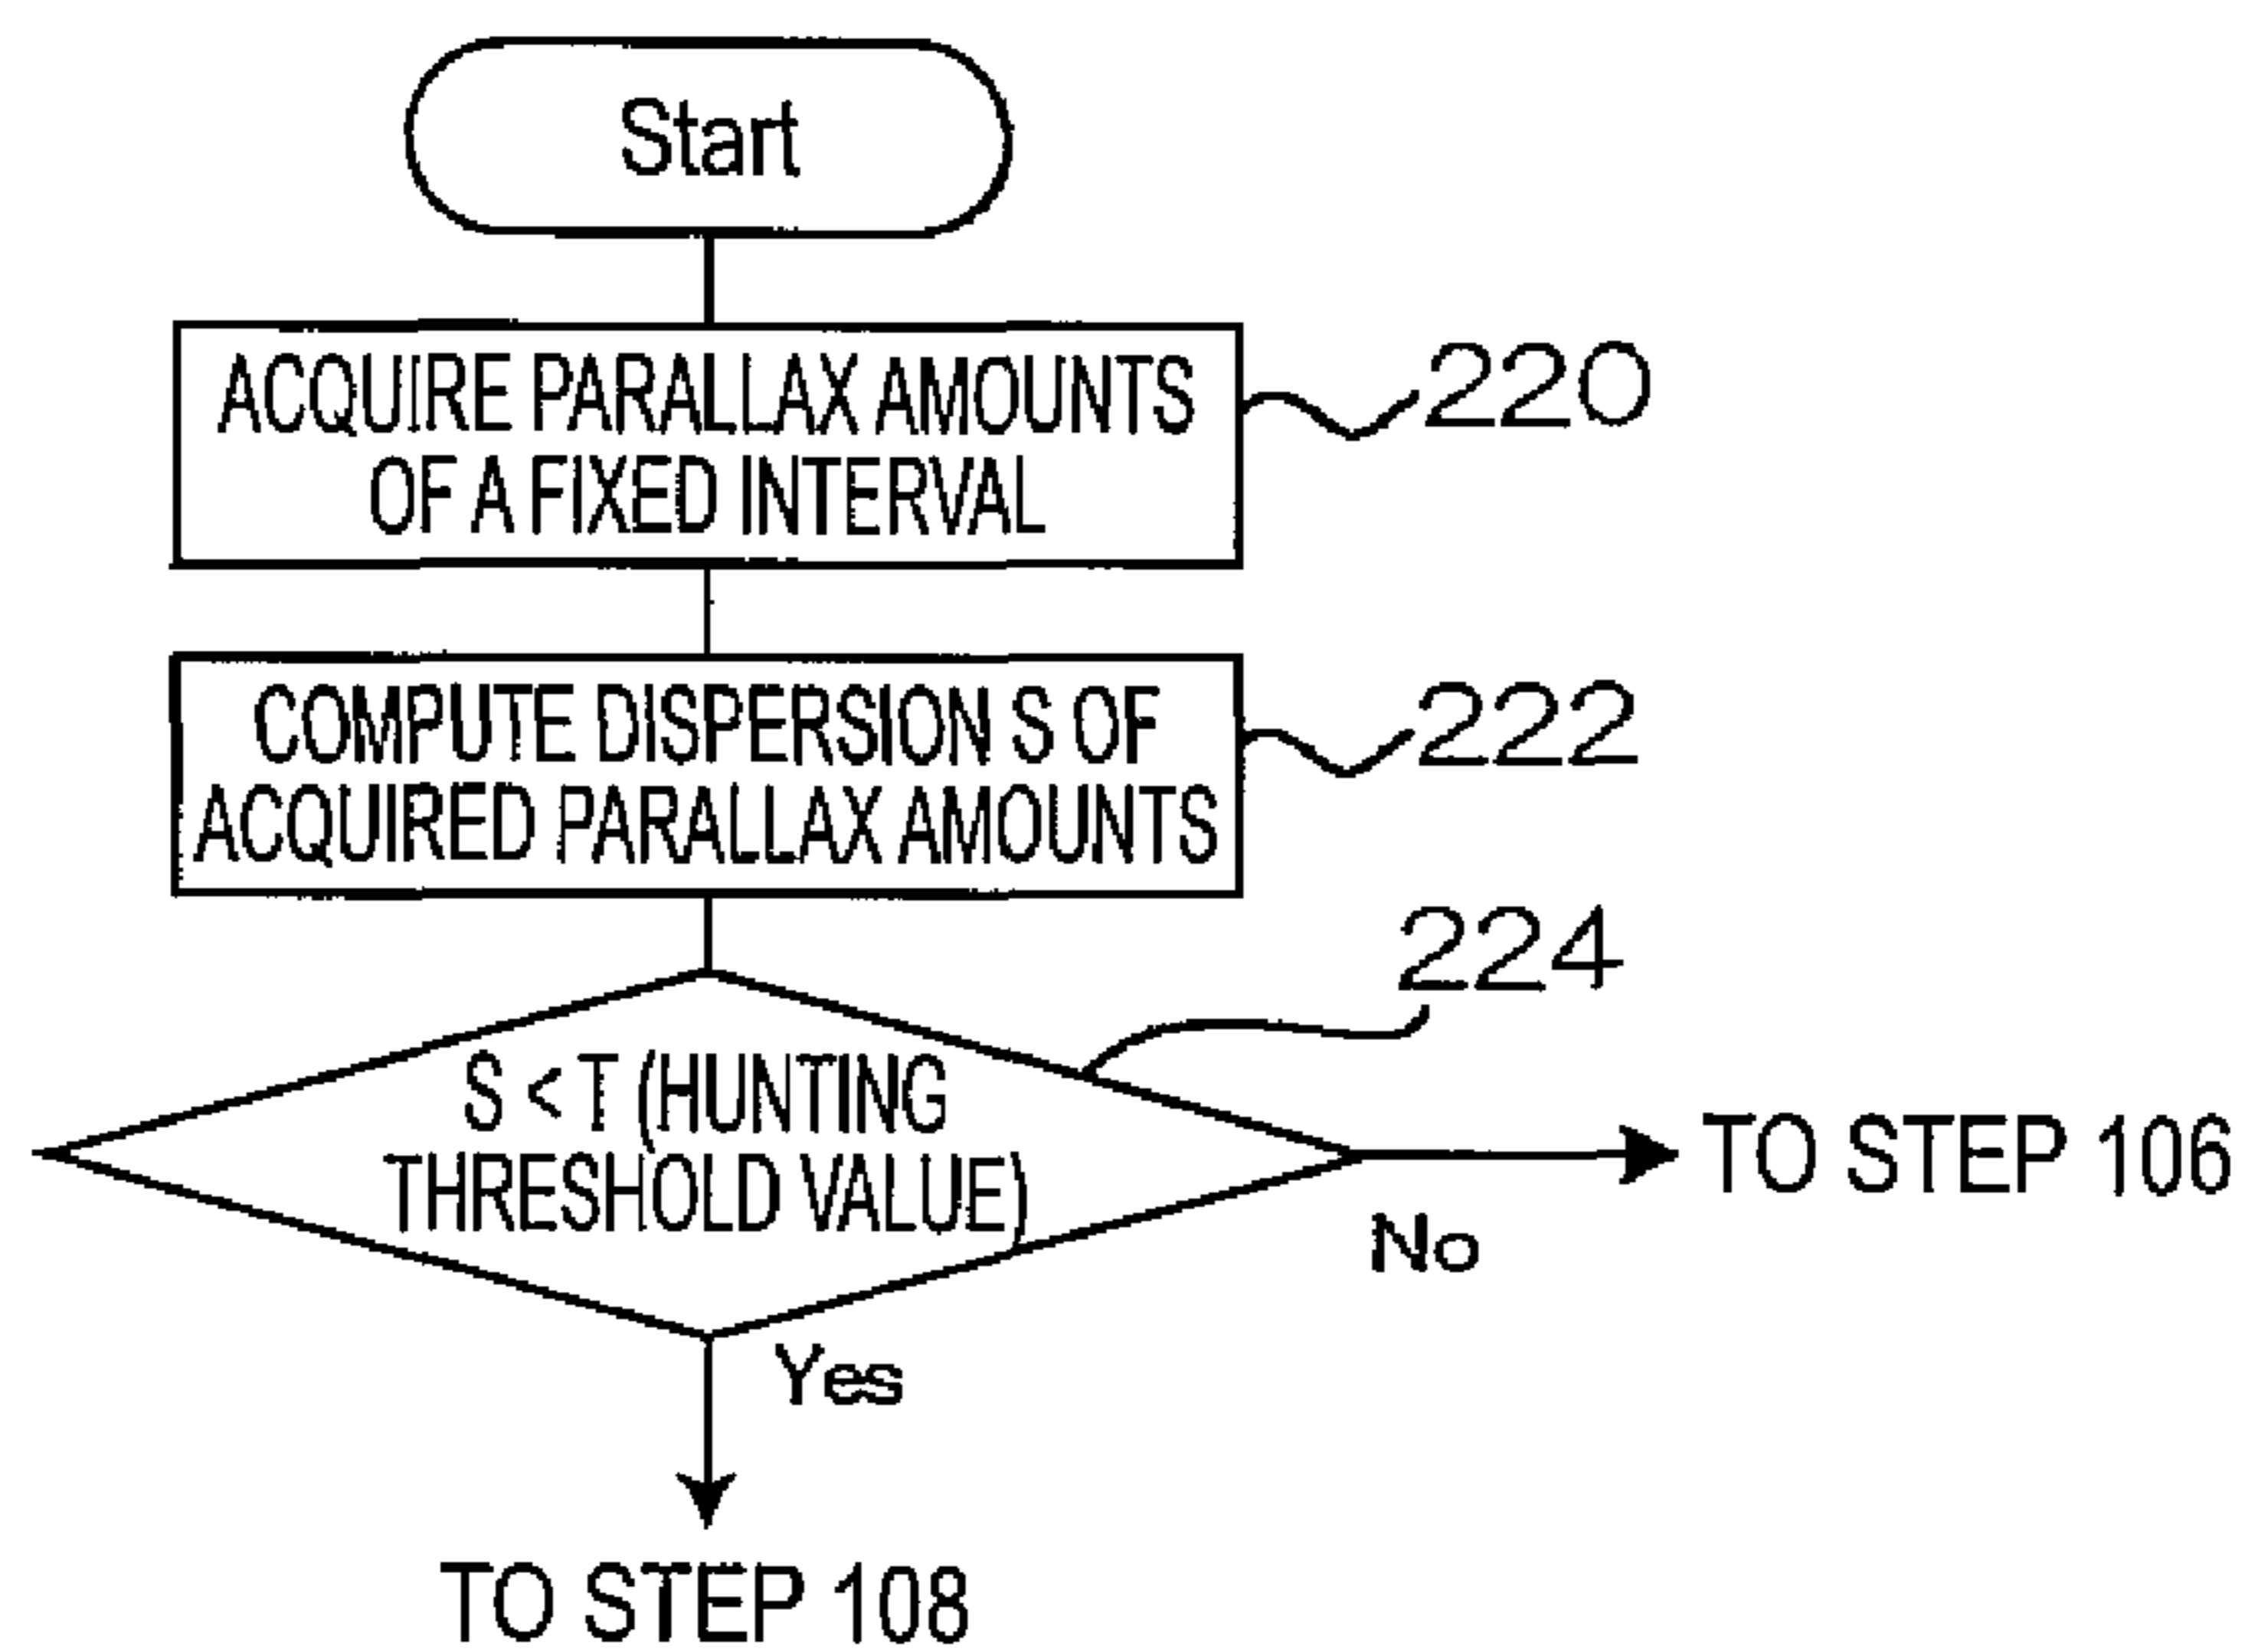 Start
ACQUIRE PARALLAX AMOUNTS
OF A FIXED INTERVAL
220
COMPUTE DISPERSION S OF
ACQUIRED PARALLAX AMOUNTS
222
224
S < T (HUNTING
THRESHOLD VALUE)
TO STEP 106
No
Yes
TO STEP 108